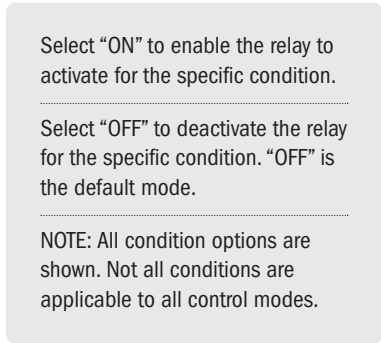 Select “ON” to enable the relay to
activate for the specific condition.
Select “OFF” to deactivate the relay
for the specific condition. “OFF” is
the default mode.
NOTE: All condition options are
shown. Not all conditions are
applicable to all control modes.